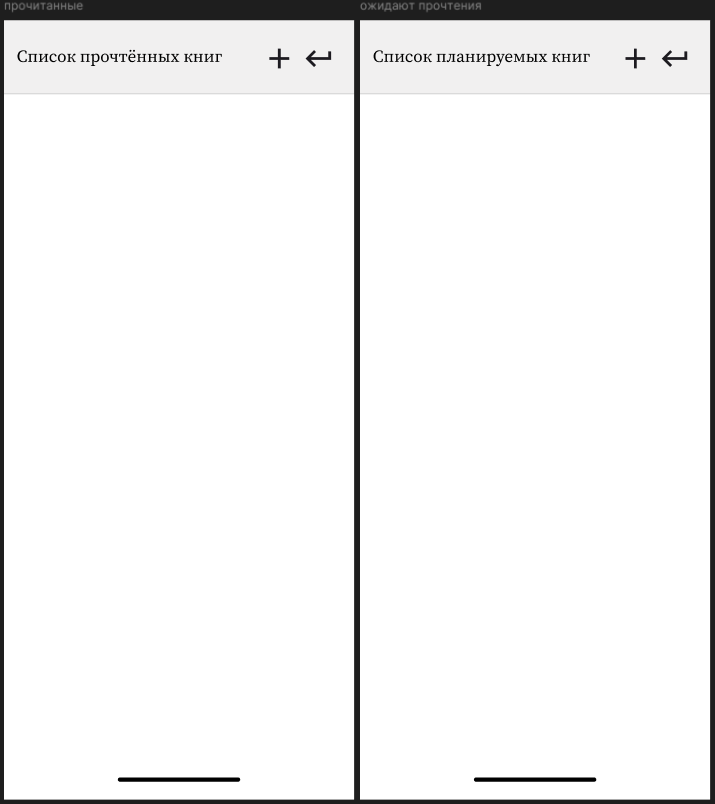 прочитанные
ожидают прочтения
Список прочтённых книг
Список планируемых книг